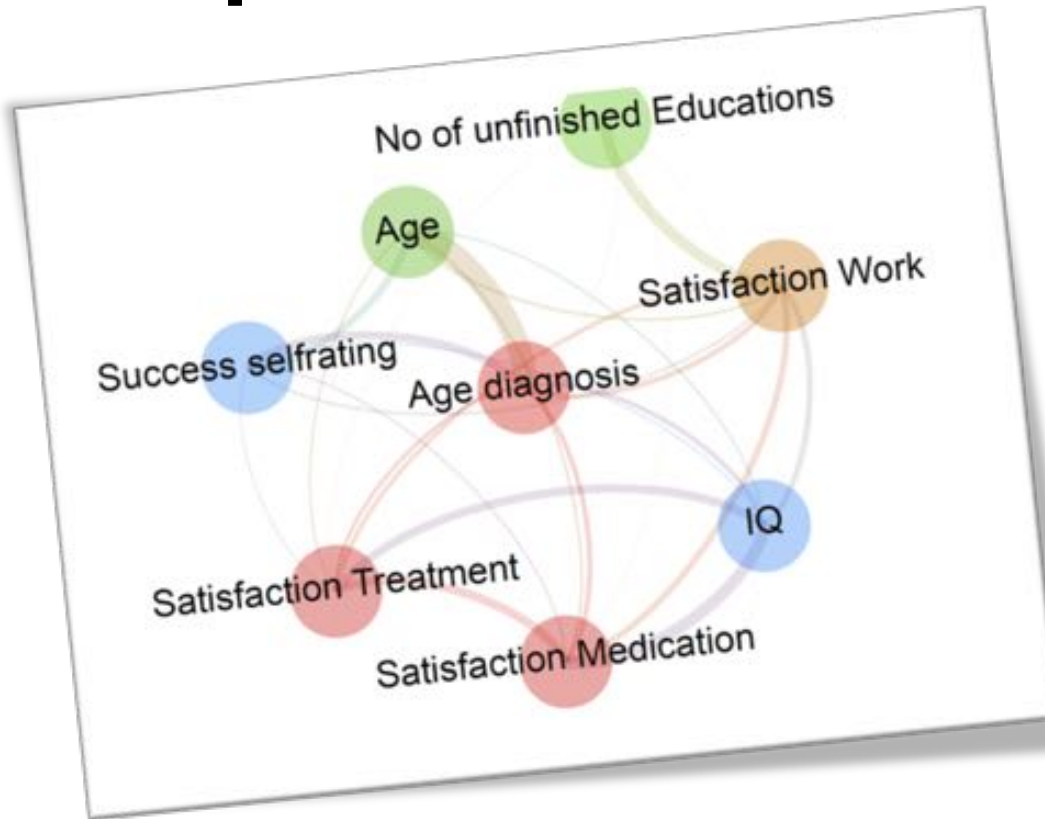 No of unfinished Educations
Age
Satisfaction Work
Success selfrating
Age diagnosis
IQ
Satisfaction Treatment
Satisfaction Medication